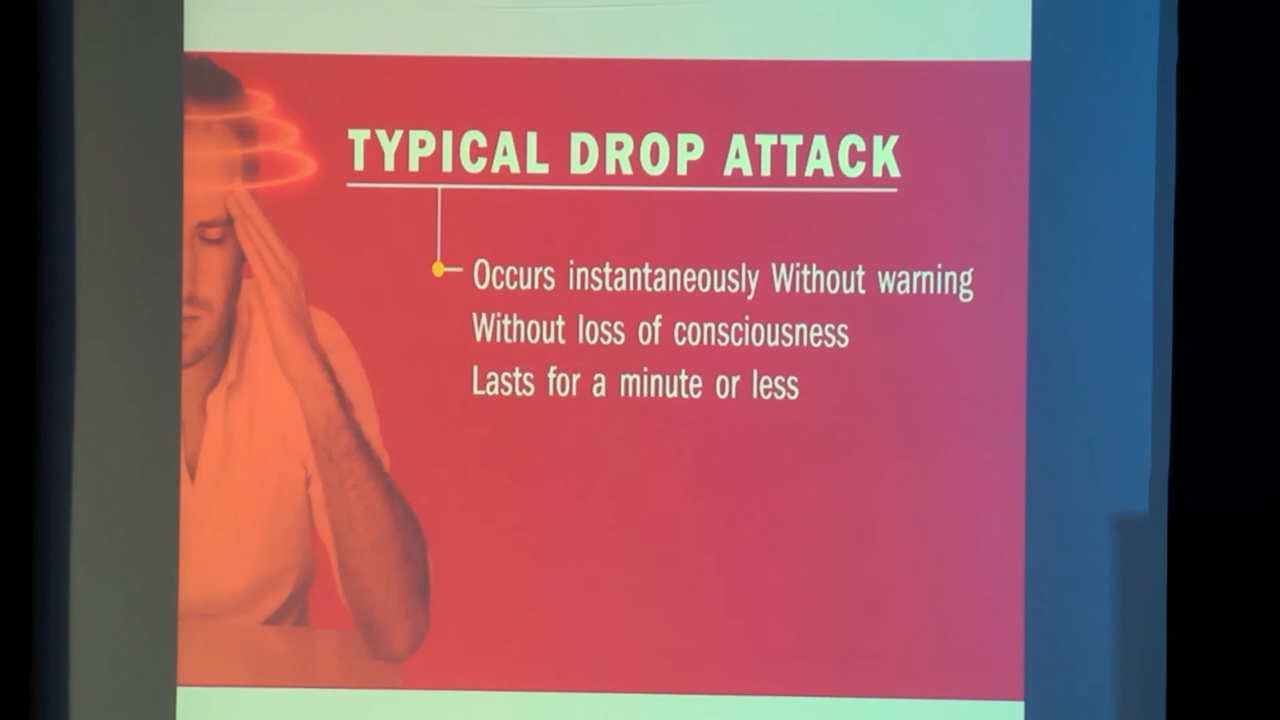 TYPICAL DROP ATTACK
Occurs instantaneously Without warning
Without loss of consciousness
Lasts for a minute or less